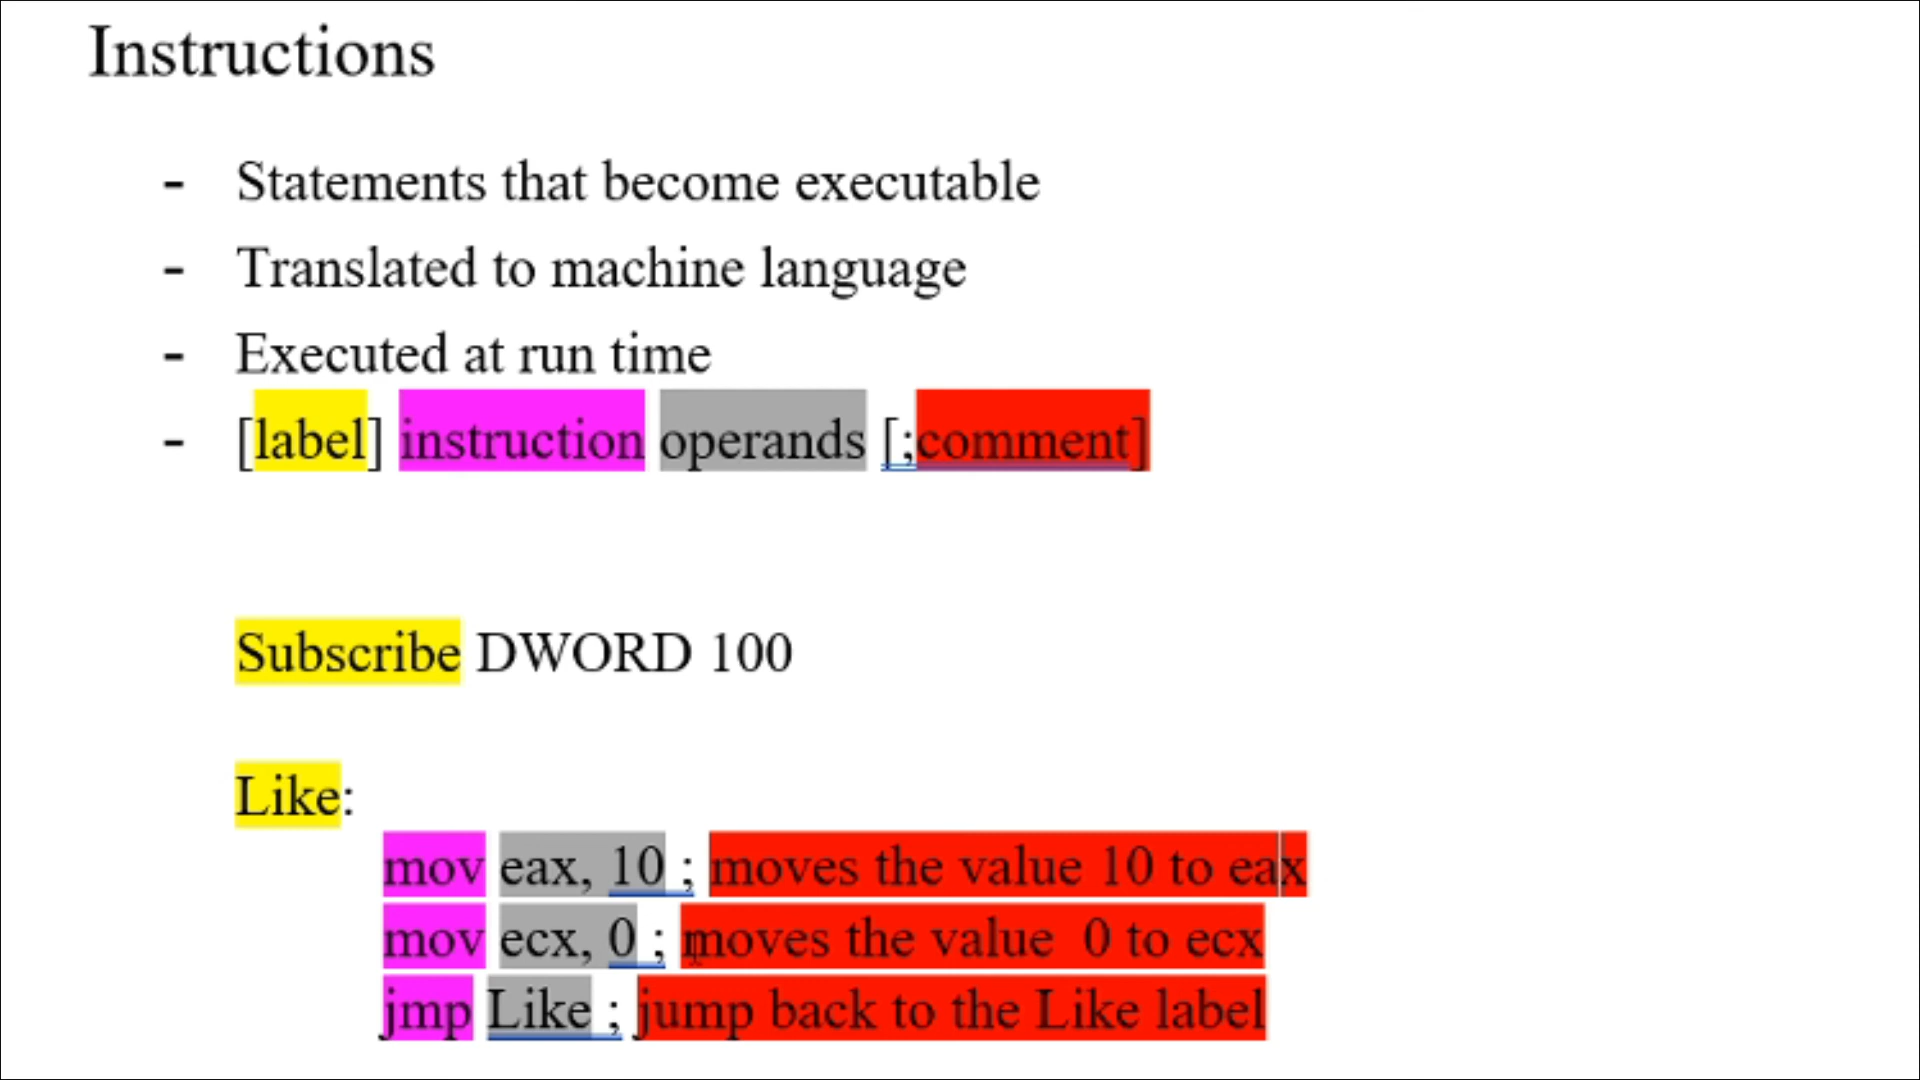 Instructions
- Statements that become executable
- Translated to machine language
- Executed at run time
- [label] instruction operands [;comment]
Subscribe DWORD 100
Like:
mov eax, 10 ; moves the value 10 to eax
mov ecx, 0 ; moves the value  0 to ecx
jmp Like ; jump back to the Like label